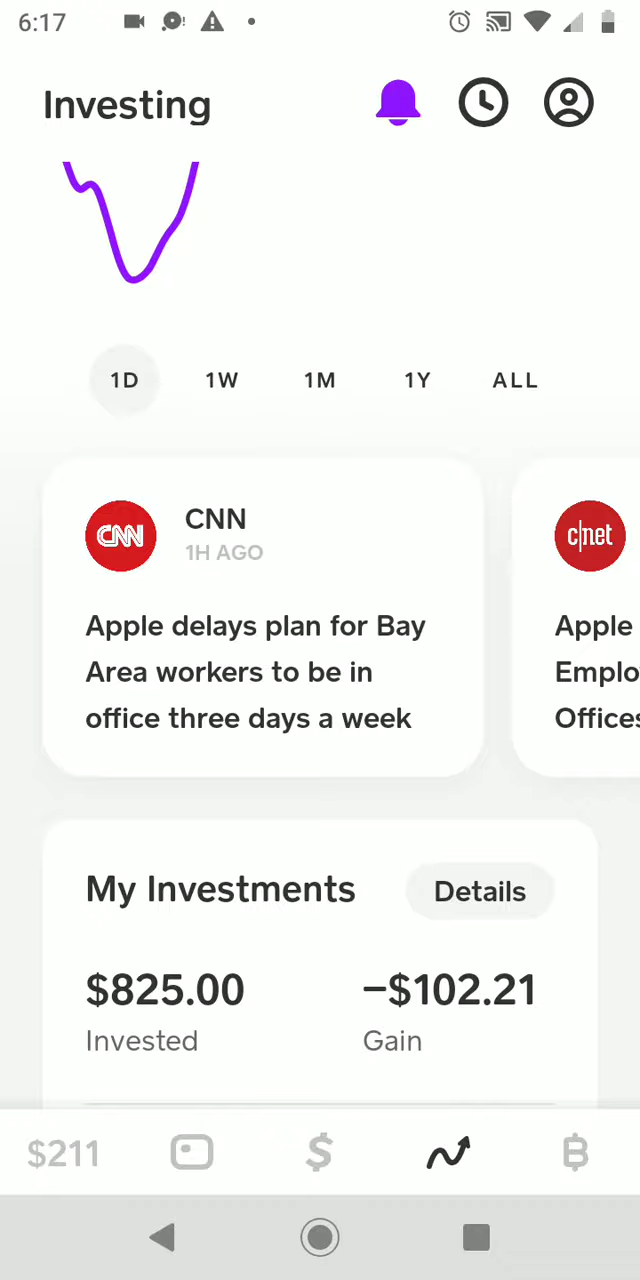 6:17
Investing
1D 1W 1M 1Y ALL
CNN
CNN
1H AGO
Apple delays plan for Bay
Area workers to be in
office three days a week
c|net
Apple
Emplo
Offices
My Investments
Details
$825.00 −$102.21
Invested Gain
$211